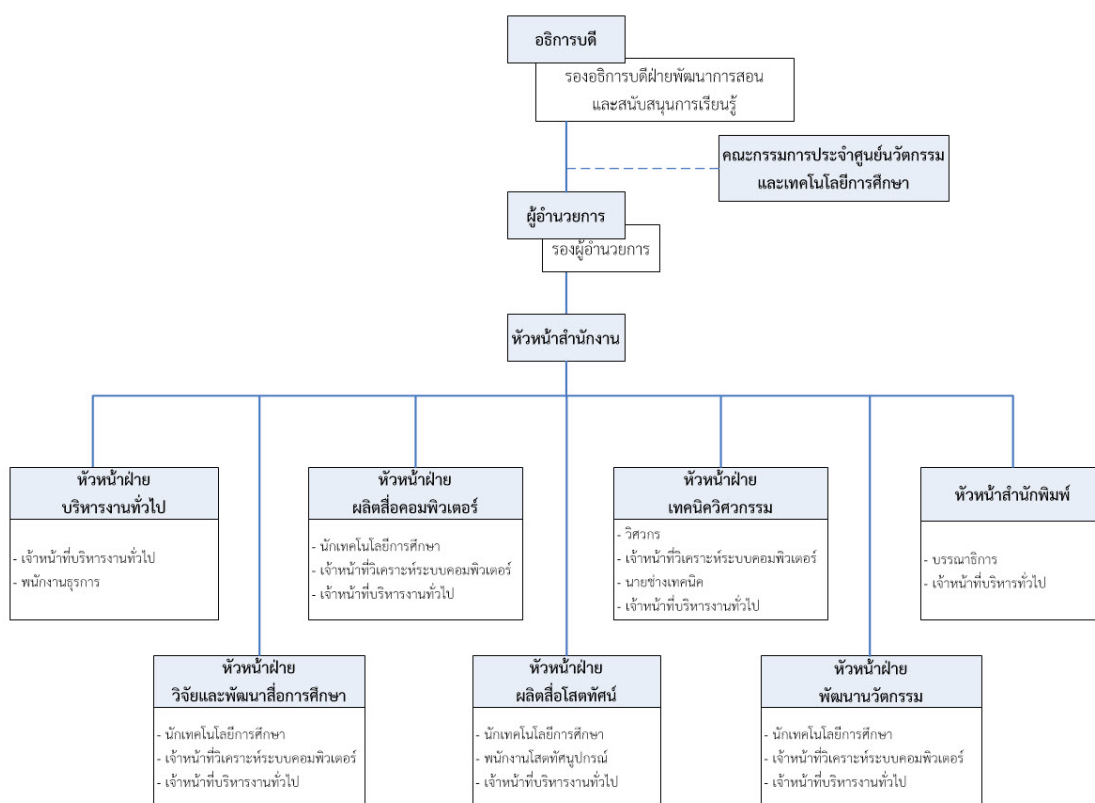 อธิการบดี
รองอธิการบดีฝ่ายพัฒนาการสอน
และสนับสนุนการเรียนรู้
คณะกรรมการประจำศูนย์นวัตกรรม
และเทคโนโลยีการศึกษา
ผู้อำนวยการ
รองผู้อำนวยการ
หัวหน้าสำนักงาน
หัวหน้าฝ่าย
บริหารงานทั่วไป
- เจ้าหน้าที่บริหารงานทั่วไป
- พนักงานธุรการ
หัวหน้าฝ่าย
ผลิตสื่อคอมพิวเตอร์
- นักเทคโนโลยีการศึกษา
- เจ้าหน้าที่วิเคราะห์ระบบคอมพิวเตอร์
- เจ้าหน้าที่บริหารงานทั่วไป
หัวหน้าฝ่าย
เทคนิควิศวกรรม
- วิศวกร
- เจ้าหน้าที่วิเคราะห์ระบบคอมพิวเตอร์
- นายช่างเทคนิค
- เจ้าหน้าที่บริหารงานทั่วไป
หัวหน้าสำนักพิมพ์
- บรรณาธิการ
- เจ้าหน้าที่บริหารทั่วไป
หัวหน้าฝ่าย
วิจัยและพัฒนาสื่อการศึกษา
- นักเทคโนโลยีการศึกษา
- เจ้าหน้าที่วิเคราะห์ระบบคอมพิวเตอร์
- เจ้าหน้าที่บริหารงานทั่วไป
หัวหน้าฝ่าย
ผลิตสื่อโสตทัศน์
- นักเทคโนโลยีการศึกษา
- พนักงานโสตทัศนูปกรณ์
- เจ้าหน้าที่บริหารงานทั่วไป
หัวหน้าฝ่าย
พัฒนานวัตกรรม
- นักเทคโนโลยีการศึกษา
- เจ้าหน้าที่วิเคราะห์ระบบคอมพิวเตอร์
- เจ้าหน้าที่บริหารงานทั่วไป